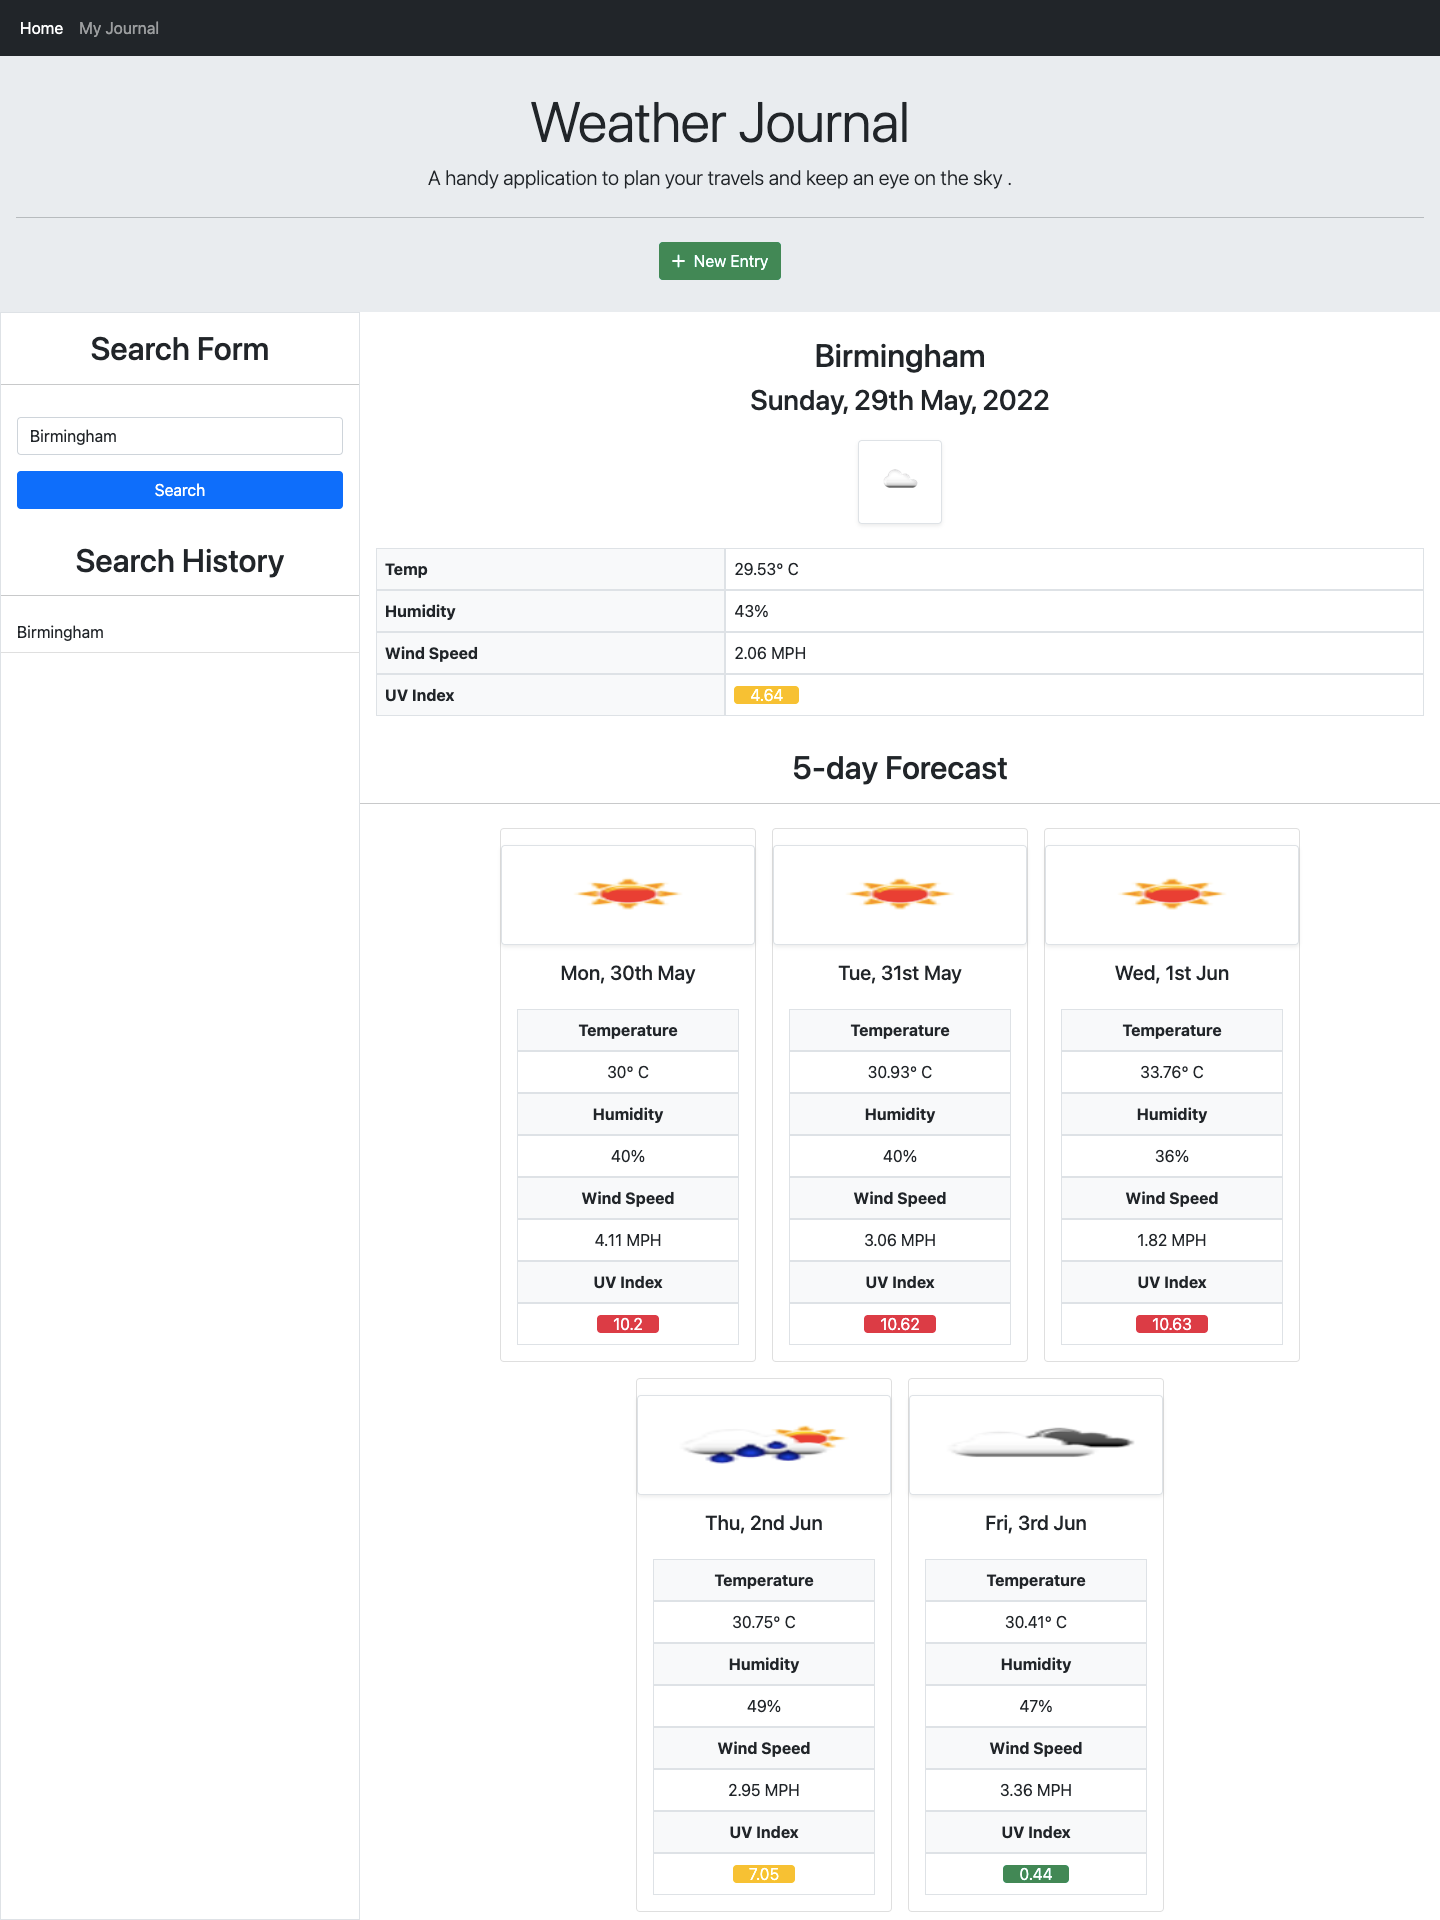 Home My Journal
Weather Journal
A handy application to plan your travels and keep an eye on the sky .
+ New Entry
Search Form
Birmingham
Search
Search History
Birmingham
Birmingham
Sunday, 29th May, 2022
Temp 29.53° C
Humidity 43%
Wind Speed 2.06 MPH
UV Index 4.64
5-day Forecast
Mon, 30th May
Temperature
30° C
Humidity
40%
Wind Speed
4.11 MPH
UV Index
10.2
Tue, 31st May
Temperature
30.93° C
Humidity
40%
Wind Speed
3.06 MPH
UV Index
10.62
Wed, 1st Jun
Temperature
33.76° C
Humidity
36%
Wind Speed
1.82 MPH
UV Index
10.63
Thu, 2nd Jun
Temperature
30.75° C
Humidity
49%
Wind Speed
2.95 MPH
UV Index
7.05
Fri, 3rd Jun
Temperature
30.41° C
Humidity
47%
Wind Speed
3.36 MPH
UV Index
0.44